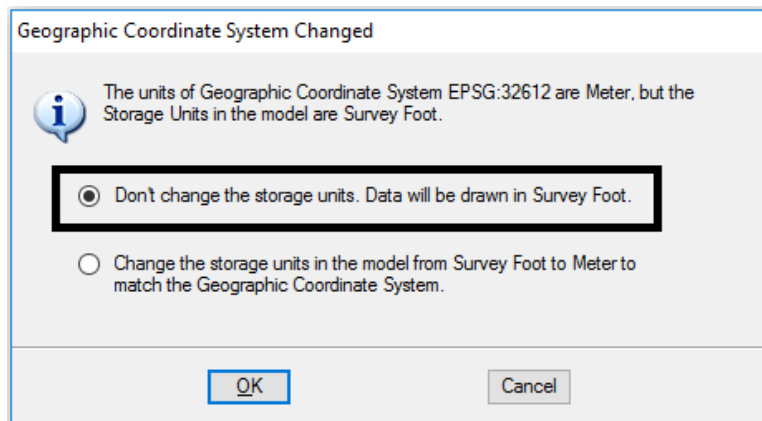 Geographic Coordinate System Changed
The units of Geographic Coordinate System EPSG:32612 are Meter, but the
Storage Units in the model are Survey Foot.
Don't change the storage units. Data will be drawn in Survey Foot.
Change the storage units in the model from Survey Foot to Meter to
match the Geographic Coordinate System.
OK Cancel